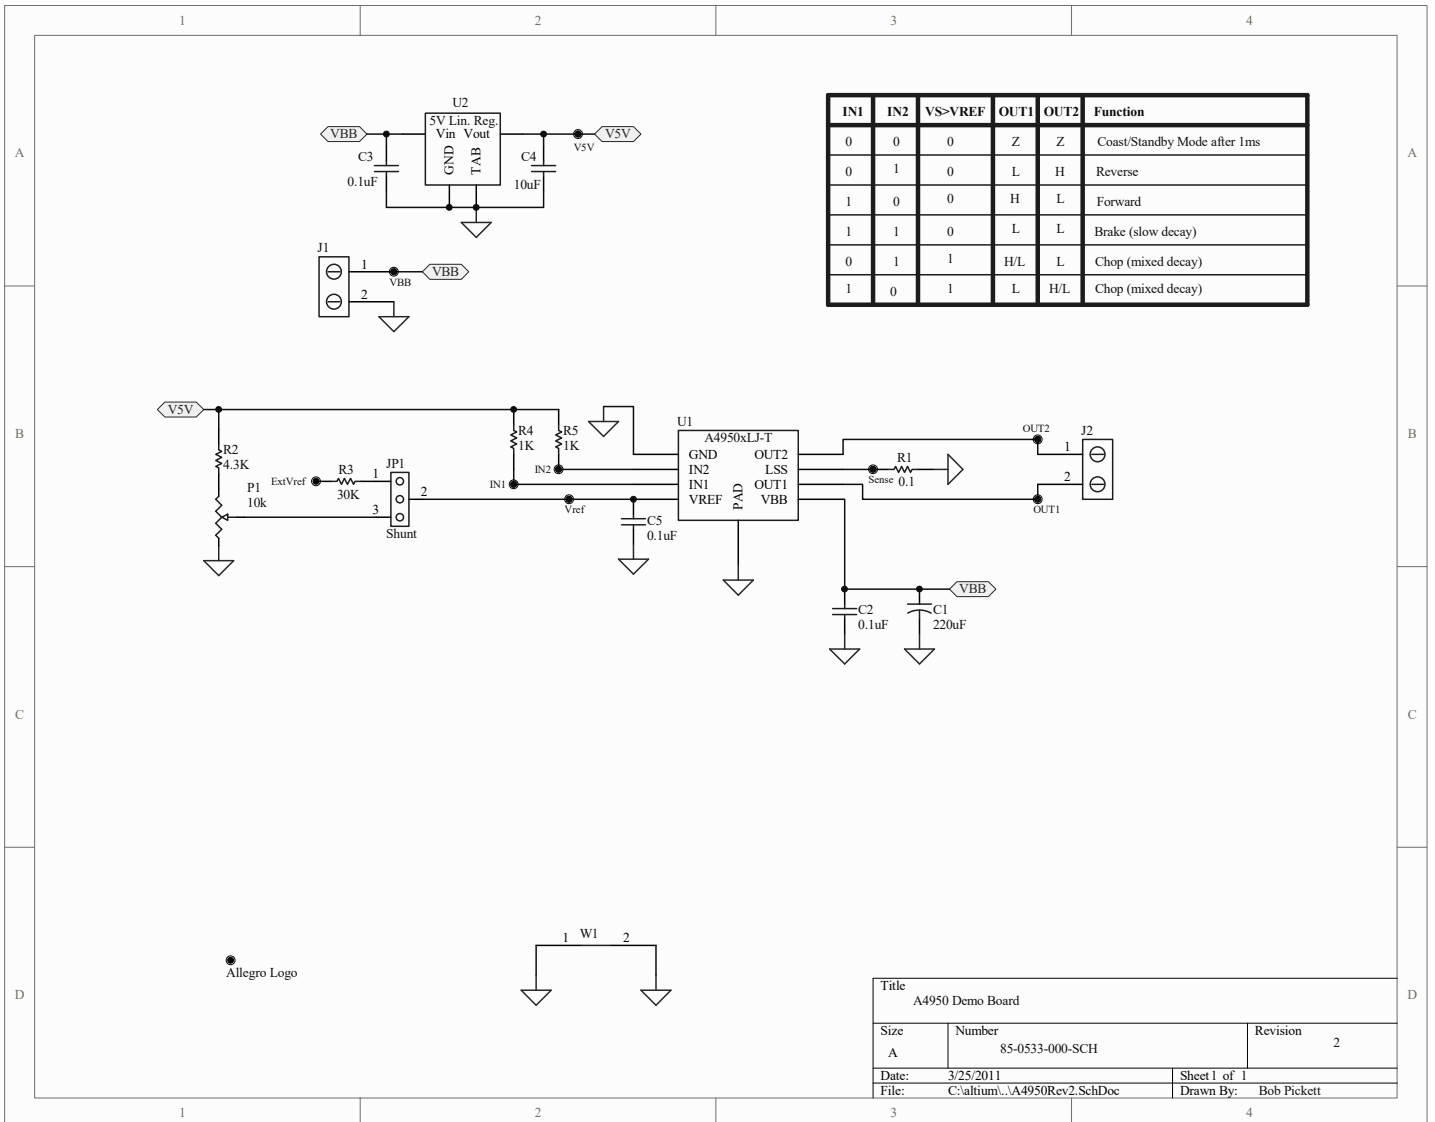 1 2 3 4
A A
B B
C C
D D
U2
5V Lin. Reg.
Vin Vout
GND
TAB
VBB
V5V
V5V
C3
0.1uF
C4
10uF
J1
1
VBB
VBB
2
IN1 IN2 VS>VREF OUT1 OUT2 Function
0 0 0 Z Z Coast/Standby Mode after 1ms
0 1 0 L H Reverse
1 0 0 H L Forward
1 1 0 L L Brake (slow decay)
0 1 1 H/L L Chop (mixed decay)
1 0 1 L H/L Chop (mixed decay)
V5V
R2
4.3K
P1
10k
ExtVref
R3
30K
JP1
1
2
3
Shunt
R4
1K
R5
1K
IN2
IN1
Vref
C5
0.1uF
U1
A4950xLJ-T
GND OUT2
IN2 LSS
IN1 OUT1
VREF VBB
PAD
Sense
R1
0.1
OUT2
OUT1
J2
1
2
VBB
C2
0.1uF
C1
220uF
Allegro Logo
1 W1 2
Title
A4950 Demo Board
Size
A
Number
85-0533-000-SCH
Revision
2
Date: 3/25/2011 Sheet 1 of 1
File: C:\altium\..\A4950Rev2.SchDoc Drawn By: Bob Pickett
1 2 3 4